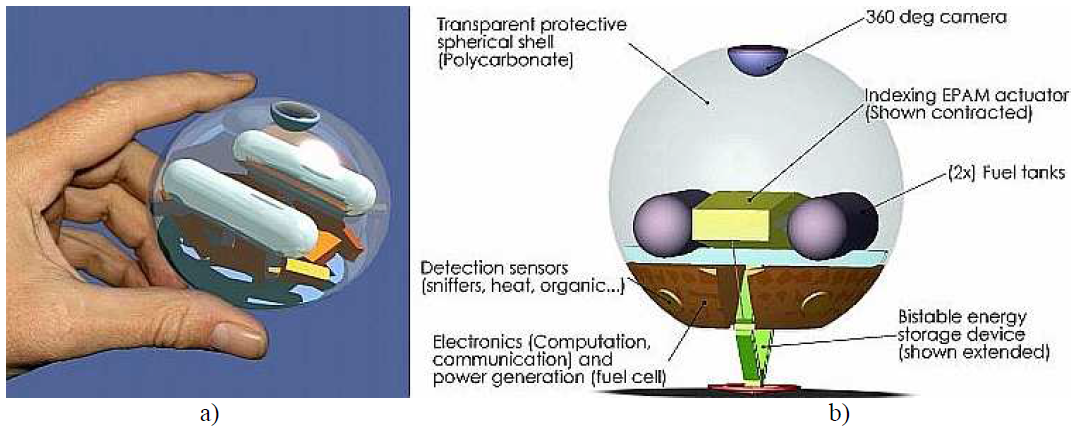 Transparent protective
spherical shell
(Polycarbonate)
360 deg camera
Indexing EPAM actuator
(Shown contracted)
(2x) Fuel tanks
Detection sensors
(sniffers, heat, organic...)
Electronics (Computation,
communication) and
power generation (fuel cell)
Bistable energy
storage device
(shown extended)
a)
b)